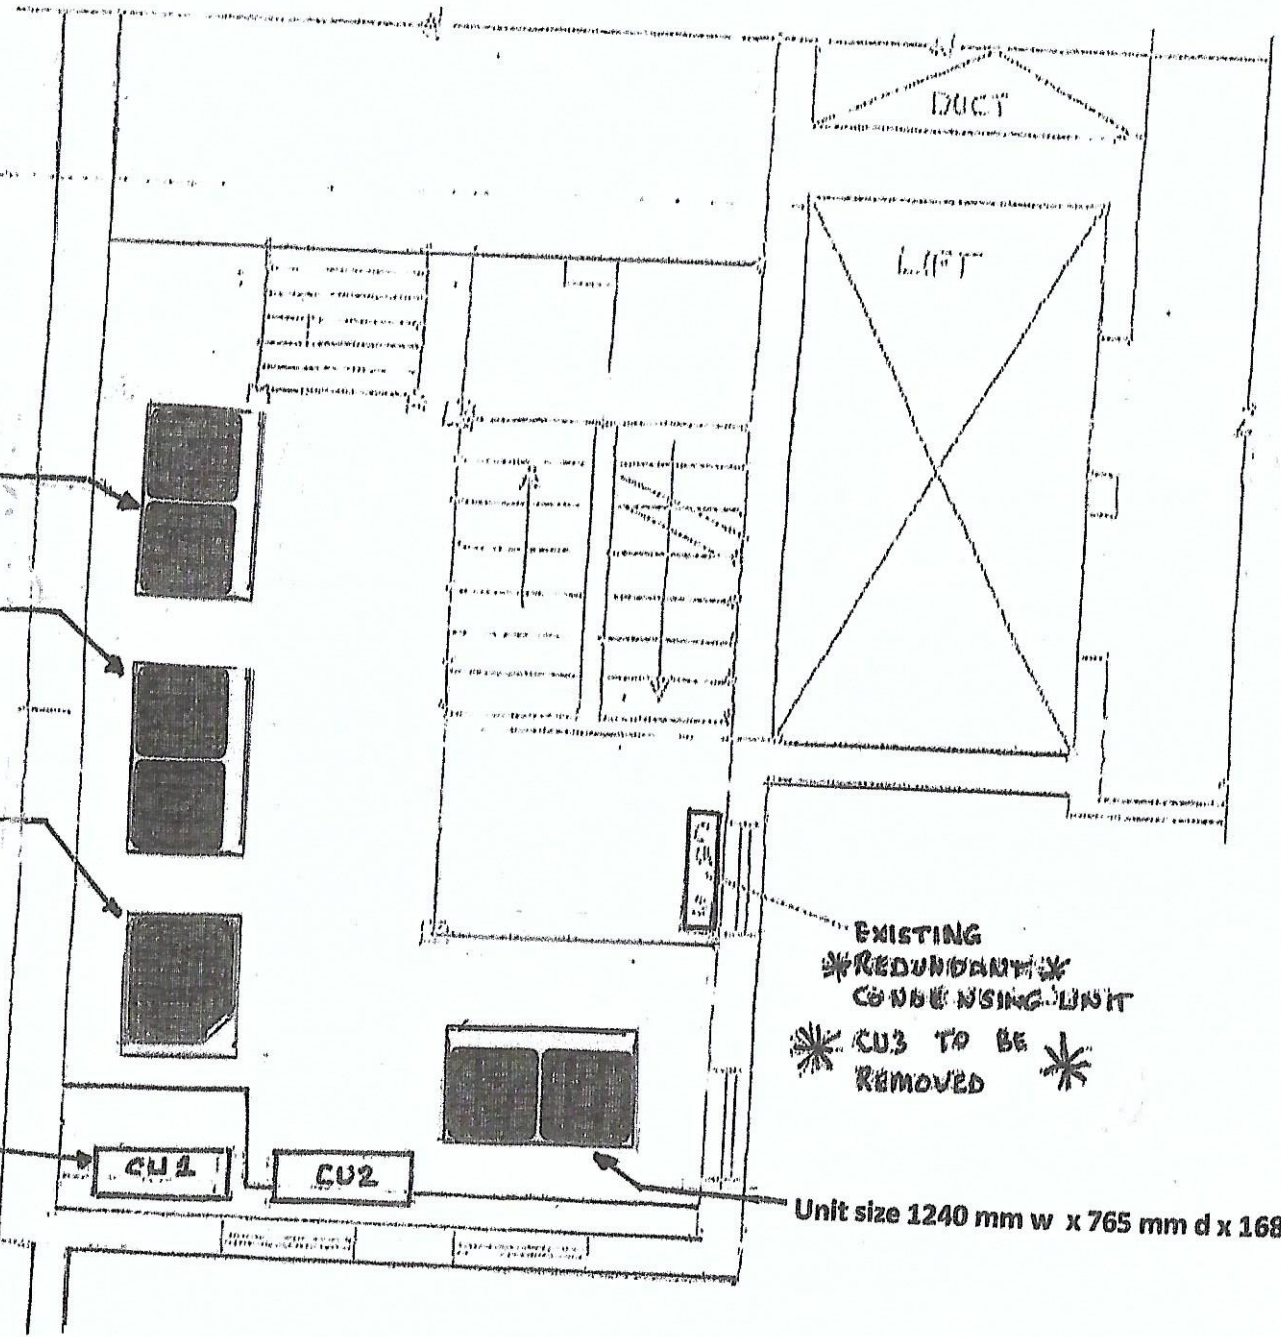 DUCT
LIFT
EXISTING
*REDUNDANT*
CONDENSING UNIT
* CU3 TO BE *
REMOVED
CU1
CU2
Unit size 1240 mm w x 765 mm d x 168